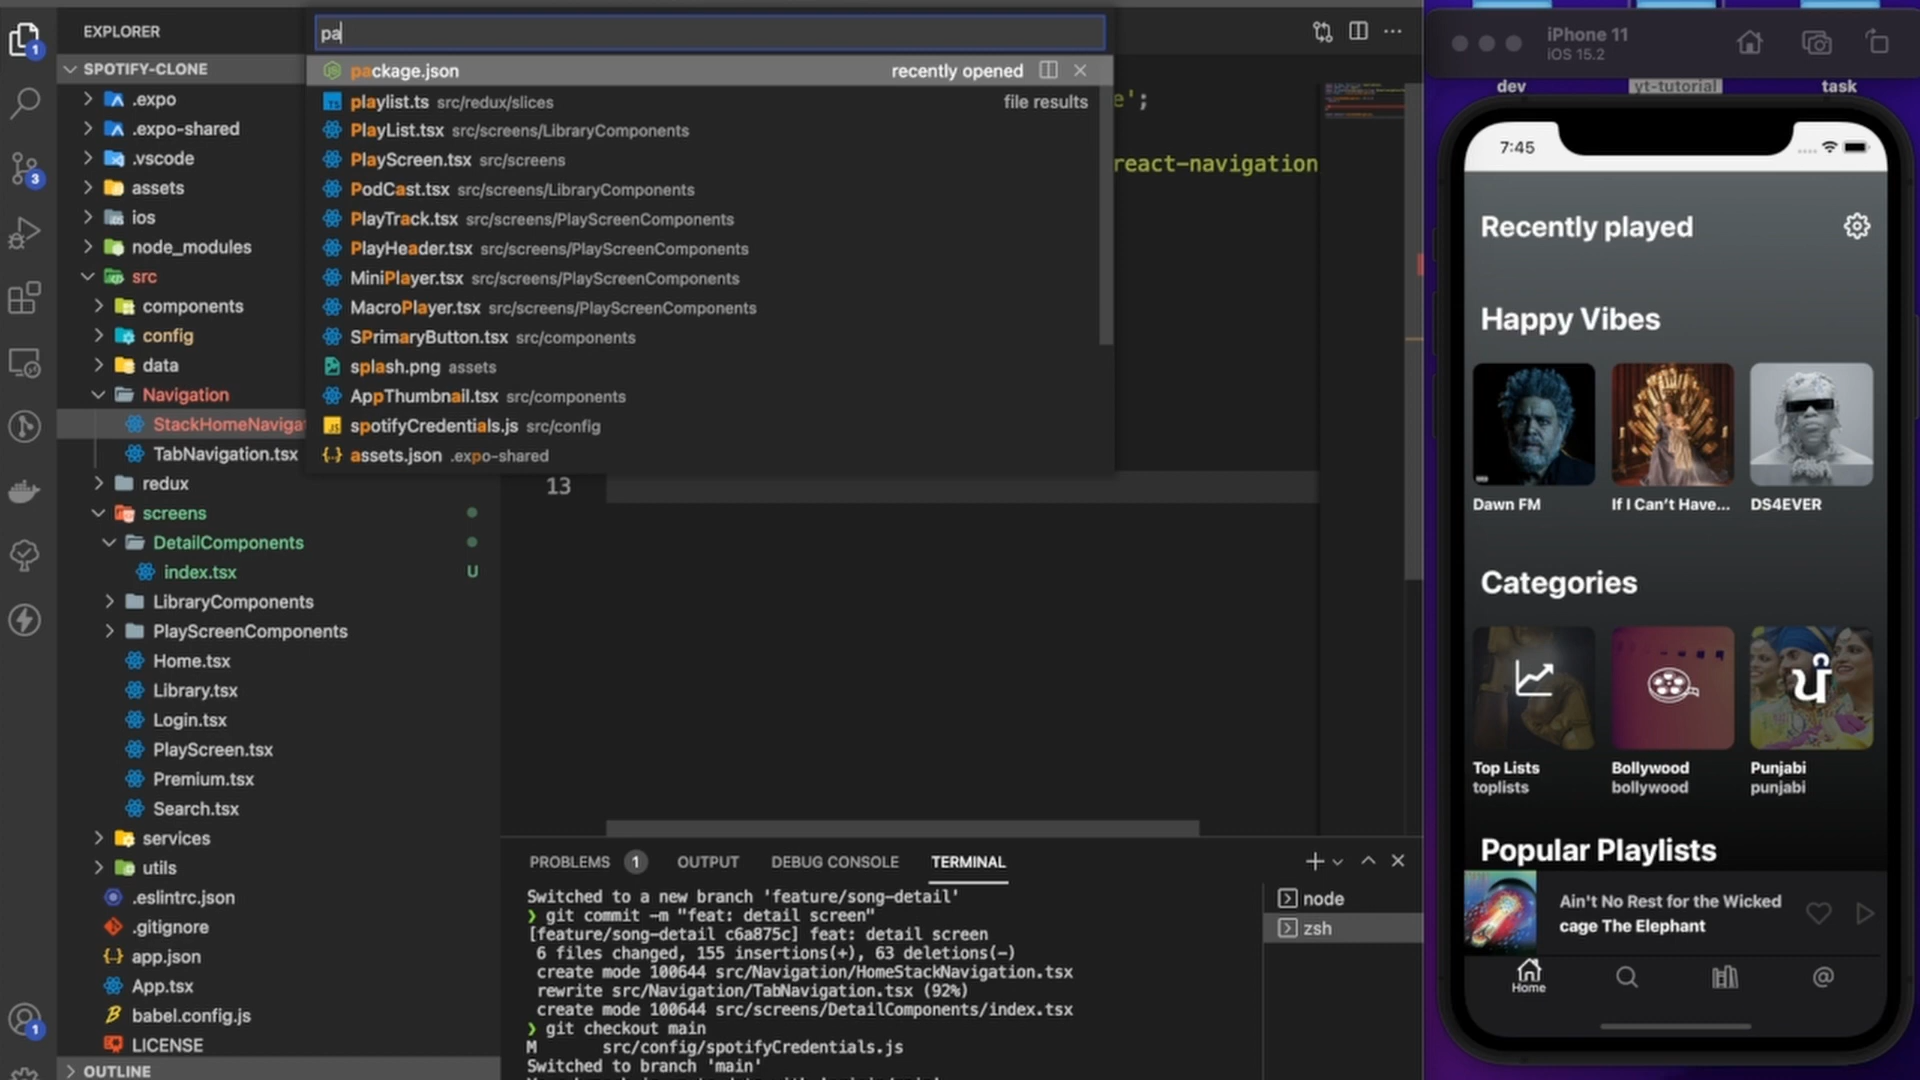 EXPLORER
SPOTIFY-CLONE
.expo
.expo-shared
.vscode
assets
ios
node_modules
src
components
config
data
Navigation
StackHomeNavigat
TabNavigation.tsx
redux
screens
DetailComponents
index.tsx U
LibraryComponents
PlayScreenComponents
Home.tsx
Library.tsx
Login.tsx
PlayScreen.tsx
Premium.tsx
Search.tsx
services
utils
.eslintrc.json
.gitignore
app.json
App.tsx
babel.config.js
LICENSE
OUTLINE
1
3
1
pa
package.json recently opened
playlist.ts src/redux/slices file results
PlayList.tsx src/screens/LibraryComponents
PlayScreen.tsx src/screens
PodCast.tsx src/screens/LibraryComponents
PlayTrack.tsx src/screens/PlayScreenComponents
PlayHeader.tsx src/screens/PlayScreenComponents
MiniPlayer.tsx src/screens/PlayScreenComponents
MacroPlayer.tsx src/screens/PlayScreenComponents
SPrimaryButton.tsx src/components
splash.png assets
AppThumbnail.tsx src/components
spotifyCredentials.js src/config
assets.json .expo-shared
e';
react-navigation
13
PROBLEMS 1 OUTPUT DEBUG CONSOLE TERMINAL
Switched to a new branch 'feature/song-detail'
❯ git commit -m "feat: detail screen"
[feature/song-detail c6a875c] feat: detail screen
6 files changed, 155 insertions(+), 63 deletions(-)
create mode 100644 src/Navigation/HomeStackNavigation.tsx
rewrite src/Navigation/TabNavigation.tsx (92%)
create mode 100644 src/screens/DetailComponents/index.tsx
❯ git checkout main
M src/config/spotifyCredentials.js
Switched to branch 'main'
node
zsh
iPhone 11
iOS 15.2
dev yt-tutorial task
7:45
Recently played
Happy Vibes
Dawn FM If I Can't Have... DS4EVER
Categories
Top Lists Bollywood Punjabi
toplists bollywood punjabi
Popular Playlists
Ain't No Rest for the Wicked
cage The Elephant
Home